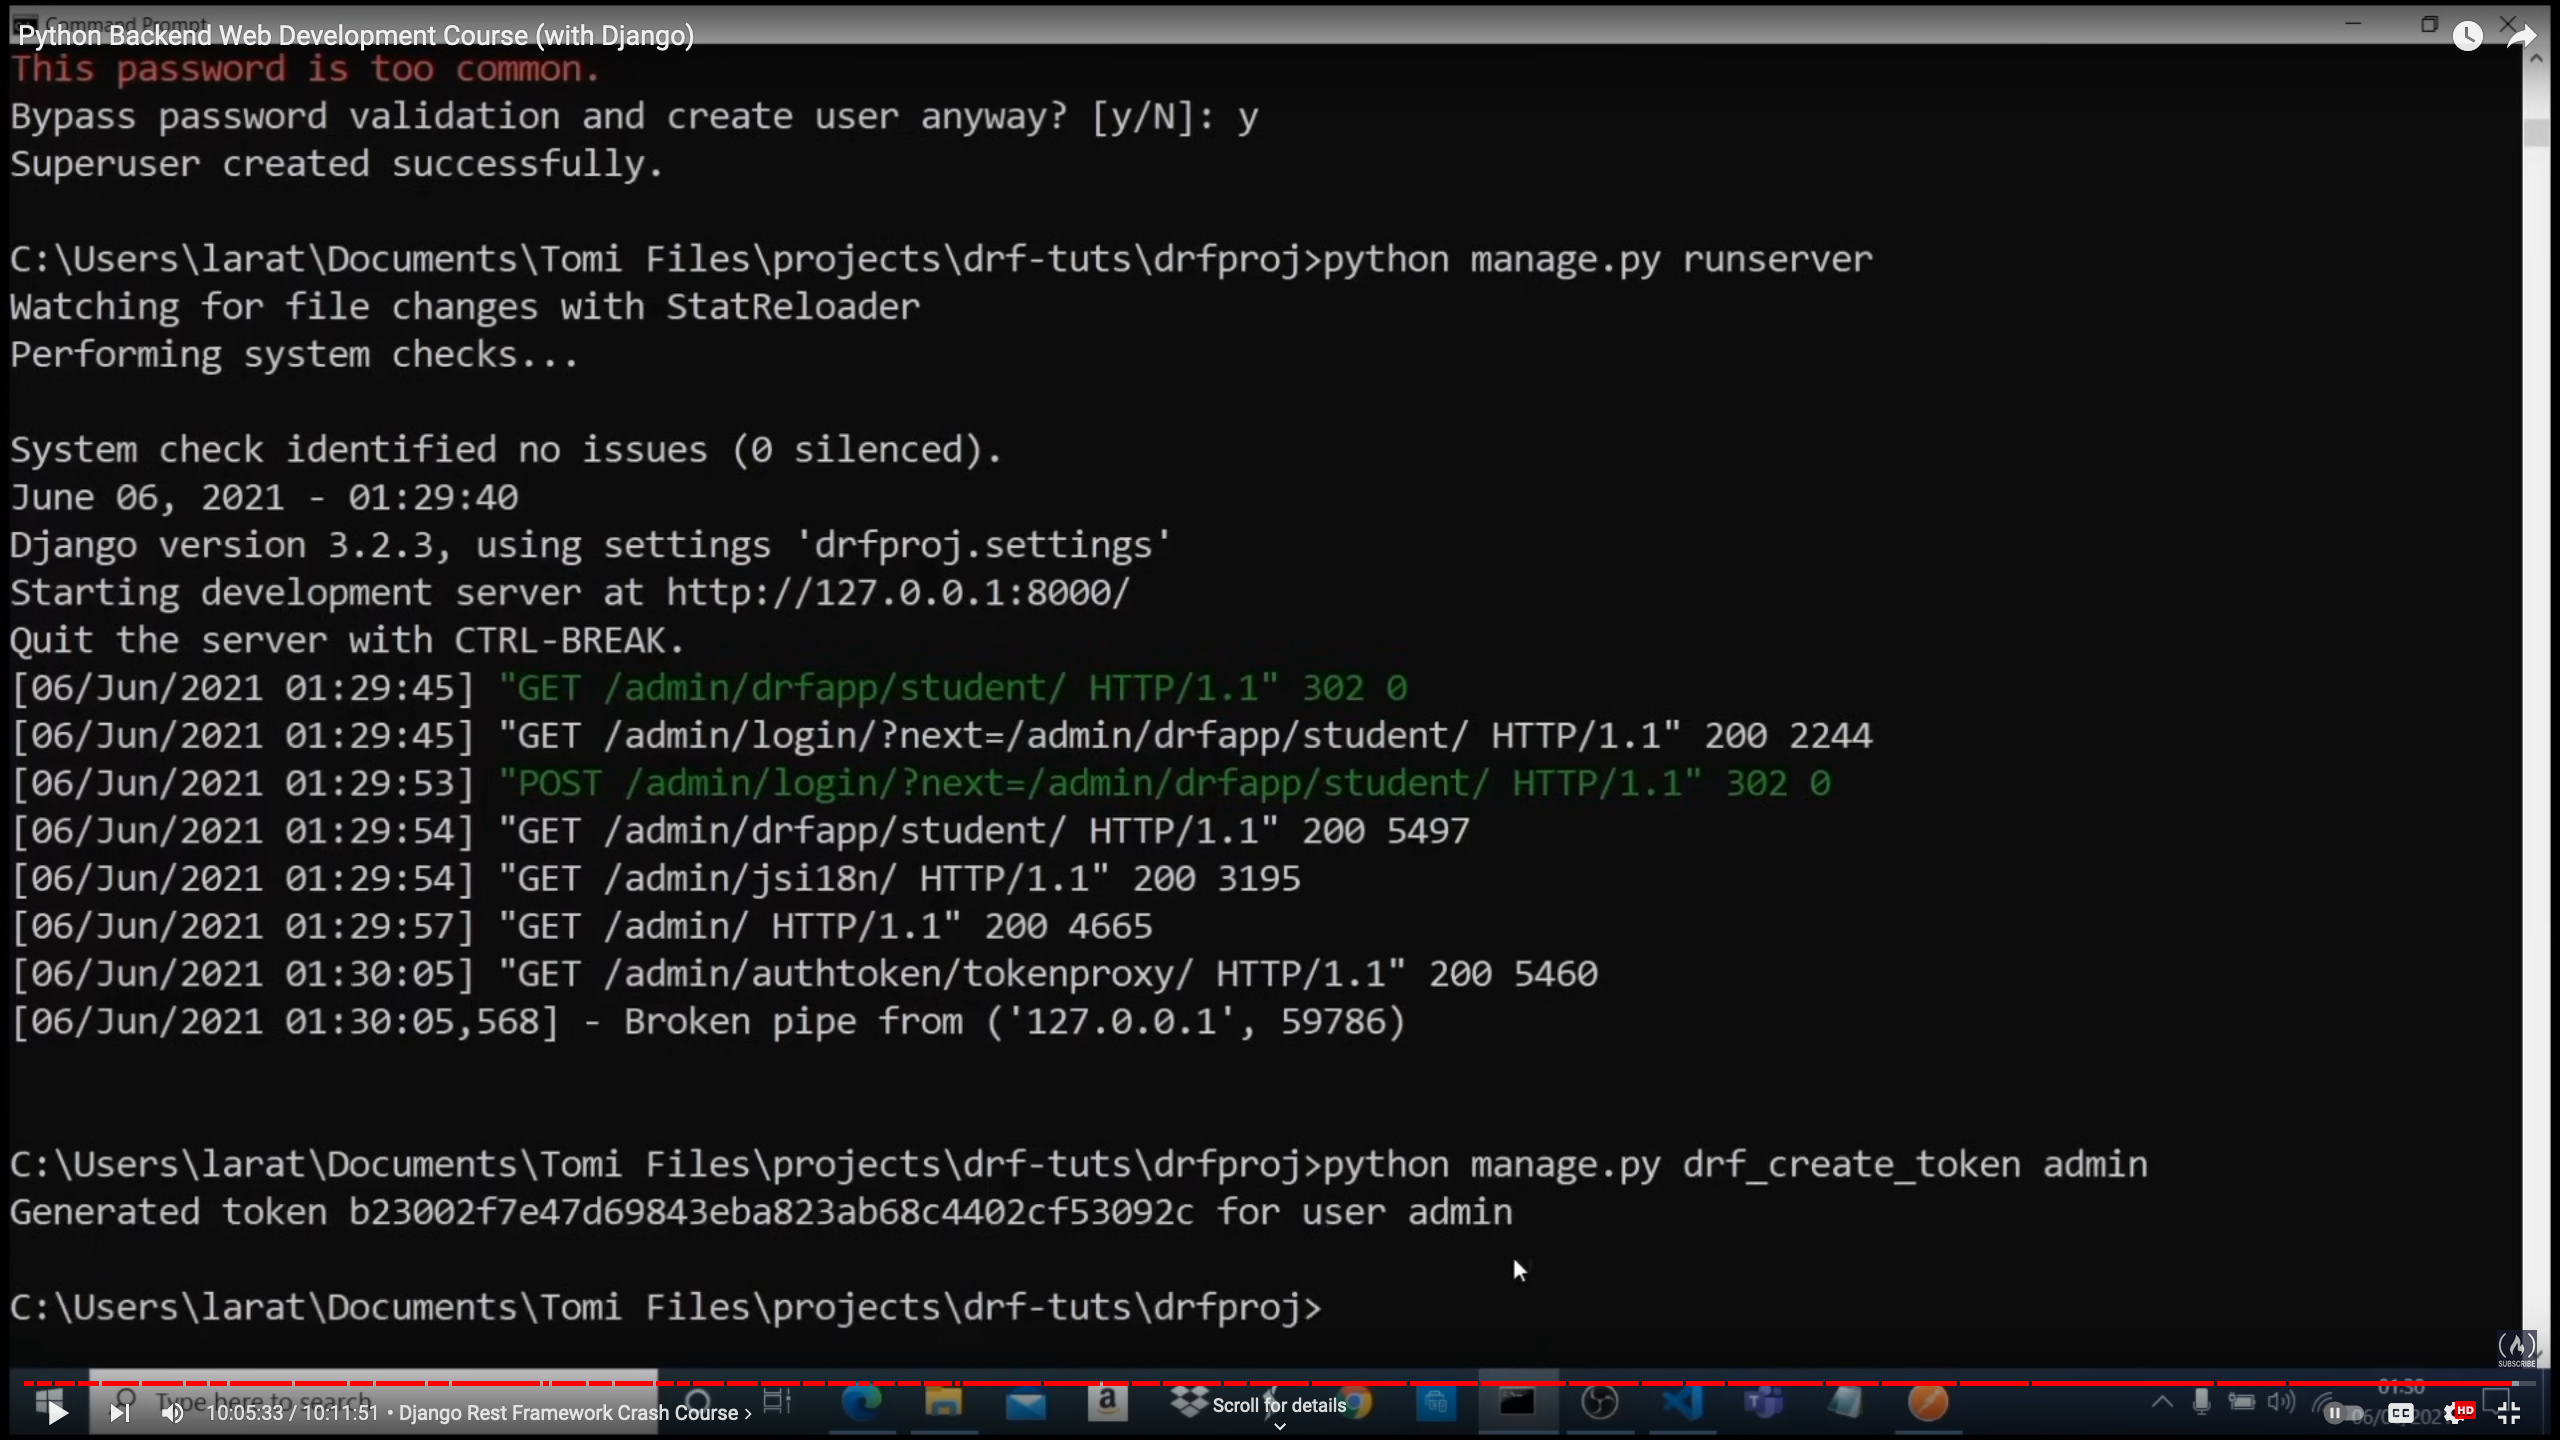 Command Prompt
Python Backend Web Development Course (with Django)
This password is too common.
Bypass password validation and create user anyway? [y/N]: y
Superuser created successfully.
C:\Users\larat\Documents\Tomi Files\projects\drf-tuts\drfproj>python manage.py runserver
Watching for file changes with StatReloader
Performing system checks...
System check identified no issues (0 silenced).
June 06, 2021 - 01:29:40
Django version 3.2.3, using settings 'drfproj.settings'
Starting development server at http://127.0.0.1:8000/
Quit the server with CTRL-BREAK.
[06/Jun/2021 01:29:45] "GET /admin/drfapp/student/ HTTP/1.1" 302 0
[06/Jun/2021 01:29:45] "GET /admin/login/?next=/admin/drfapp/student/ HTTP/1.1" 200 2244
[06/Jun/2021 01:29:53] "POST /admin/login/?next=/admin/drfapp/student/ HTTP/1.1" 302 0
[06/Jun/2021 01:29:54] "GET /admin/drfapp/student/ HTTP/1.1" 200 5497
[06/Jun/2021 01:29:54] "GET /admin/jsi18n/ HTTP/1.1" 200 3195
[06/Jun/2021 01:29:57] "GET /admin/ HTTP/1.1" 200 4665
[06/Jun/2021 01:30:05] "GET /admin/authtoken/tokenproxy/ HTTP/1.1" 200 5460
[06/Jun/2021 01:30:05,568] - Broken pipe from ('127.0.0.1', 59786)
C:\Users\larat\Documents\Tomi Files\projects\drf-tuts\drfproj>python manage.py drf_create_token admin
Generated token b23002f7e47d69843eba823ab68c4402cf53092c for user admin
C:\Users\larat\Documents\Tomi Files\projects\drf-tuts\drfproj>
SUBSCRIBE
Type here to search
01:30
10:05:33 / 10:11:51 • Django Rest Framework Crash Course ›
Scroll for details
a
CC
HD